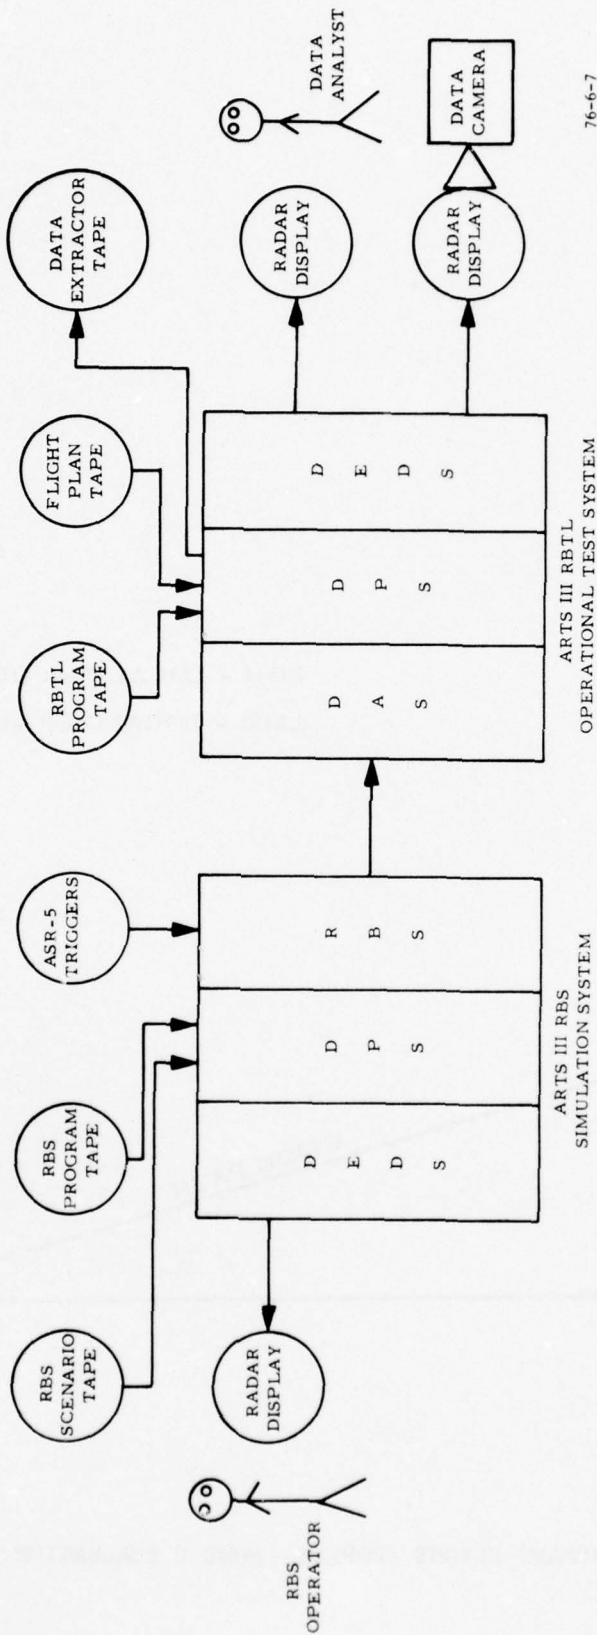 RBS
SCENARIO
TAPE
RBS
PROGRAM
TAPE
ASR-5
TRIGGERS
RBTL
PROGRAM
TAPE
FLIGHT
PLAN
TAPE
DATA
EXTRACTOR
TAPE
RBS
OPERATOR
RADAR
DISPLAY
D
E
D
S
D
P
S
R
B
S
ARTS III RBS
SIMULATION SYSTEM
D
A
S
D
P
S
D
E
D
S
ARTS III RBTL
OPERATIONAL TEST SYSTEM
RADAR
DISPLAY
DATA
ANALYST
RADAR
DISPLAY
DATA
CAMERA
76-6-7